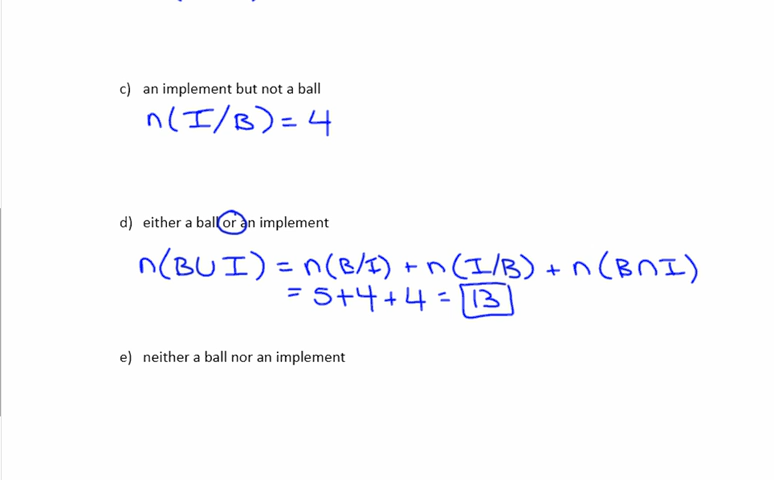 c) an implement but not a ball
n(I/B) = 4
d) either a ball or an implement
n(B∪I) = n(B/I) + n(I/B) + n(B∩I)
= 5+4+4 = 13
e) neither a ball nor an implement